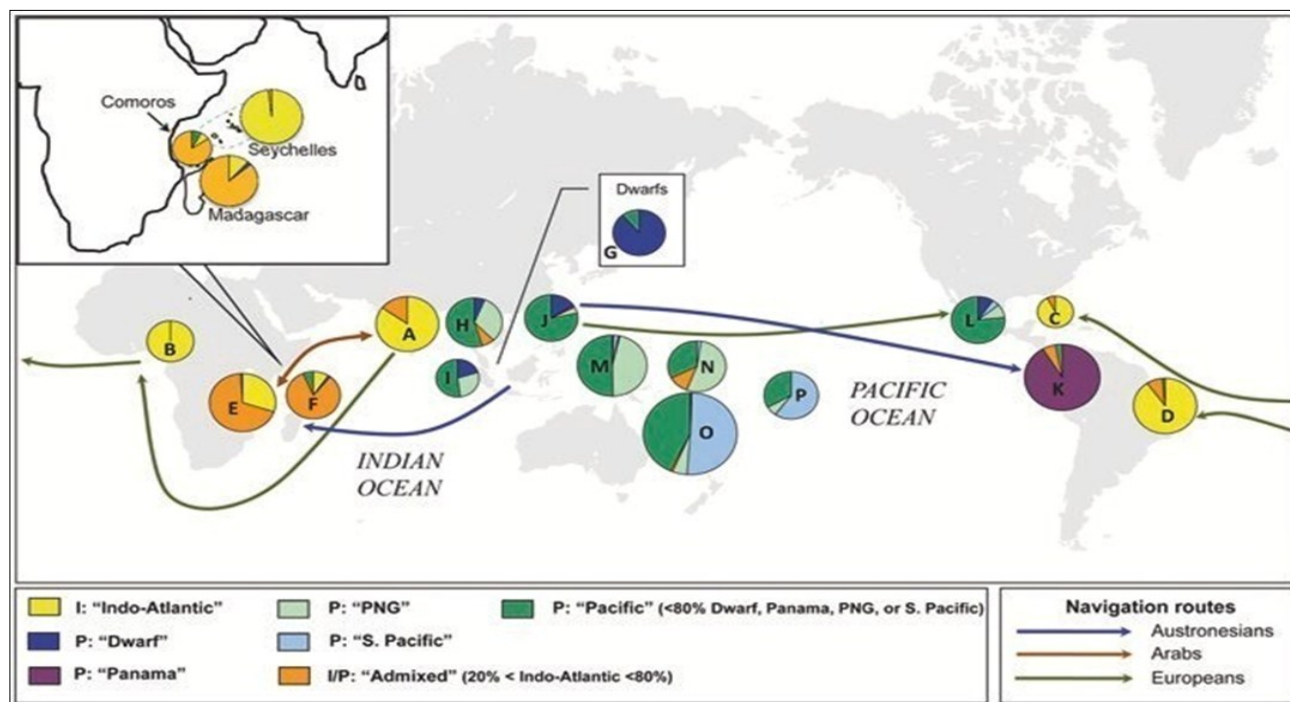 Comoros
Seychelles
Madagascar
Dwarfs
G
A
H
J
L
C
B
I
M
N
K
E
F
P
D
O
PACIFIC
OCEAN
INDIAN
OCEAN
I: “Indo-Atlantic”
P: “PNG”
P: “Pacific” (<80% Dwarf, Panama, PNG, or S. Pacific)
P: “Dwarf”
P: “S. Pacific”
P: “Panama”
I/P: “Admixed” (20% < Indo-Atlantic <80%)
Navigation routes
Austronesians
Arabs
Europeans